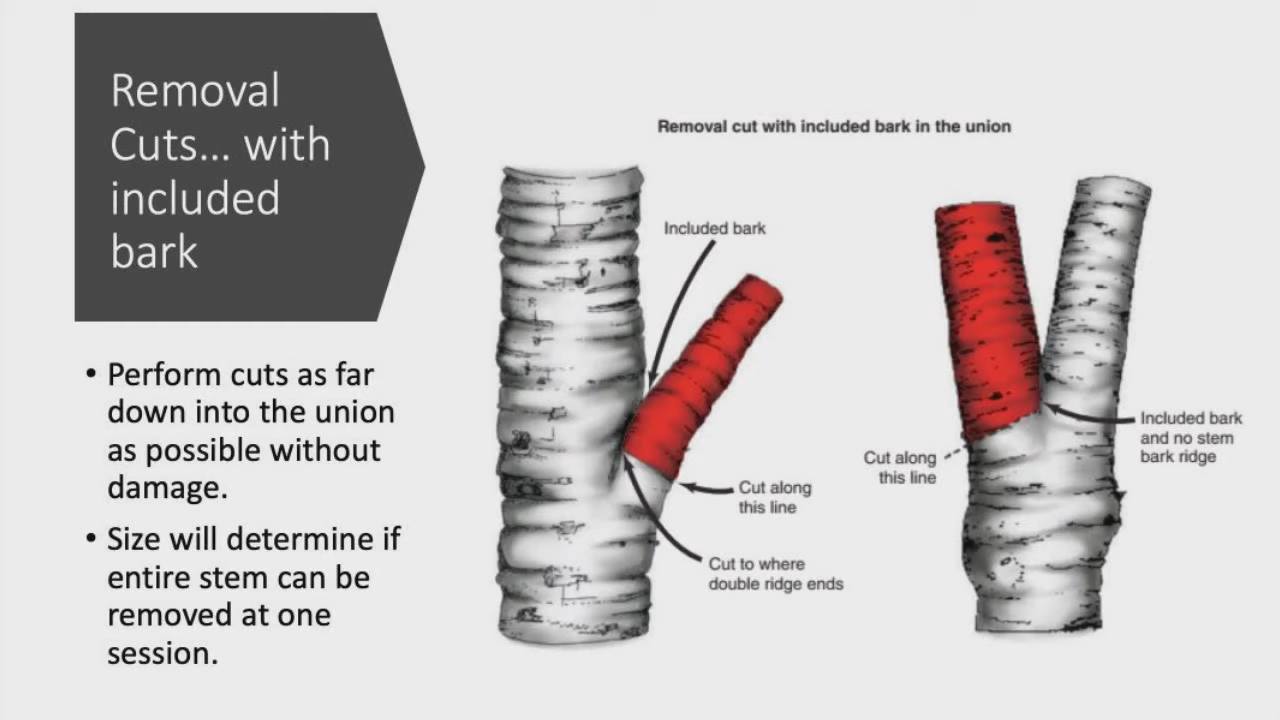 Removal
Cuts... with
included
bark
• Perform cuts as far
down into the union
as possible without
damage.
• Size will determine if
entire stem can be
removed at one
session.
Removal cut with included bark in the union
Included bark
Cut along
this line
Cut to where
double ridge ends
Cut along
this line
Included bark
and no stem
bark ridge